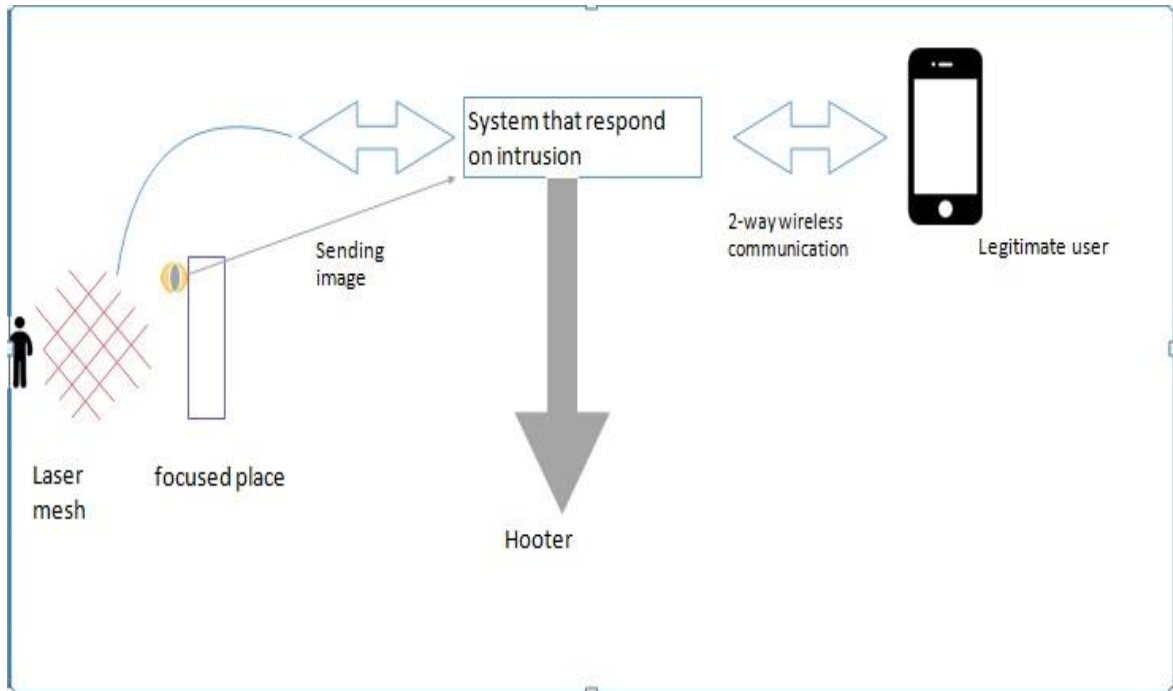 System that respond
on intrusion
Sending
image
2-way wireless
communication
Legitimate user
Laser
mesh
focused place
Hooter